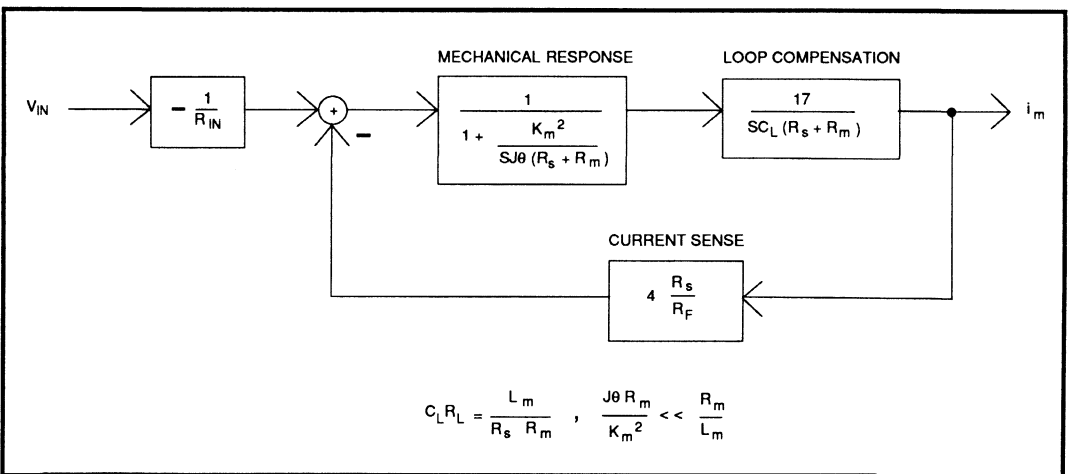 MECHANICAL RESPONSE
LOOP COMPENSATION
V_IN
- 1 / R_IN
+
-
1 / (1 + K_m² / (SJθ (R_s + R_m)))
17 / (SC_L (R_s + R_m))
i_m
CURRENT SENSE
4 R_s / R_F
C_L R_L = L_m / (R_s R_m) , Jθ R_m / K_m² << R_m / L_m